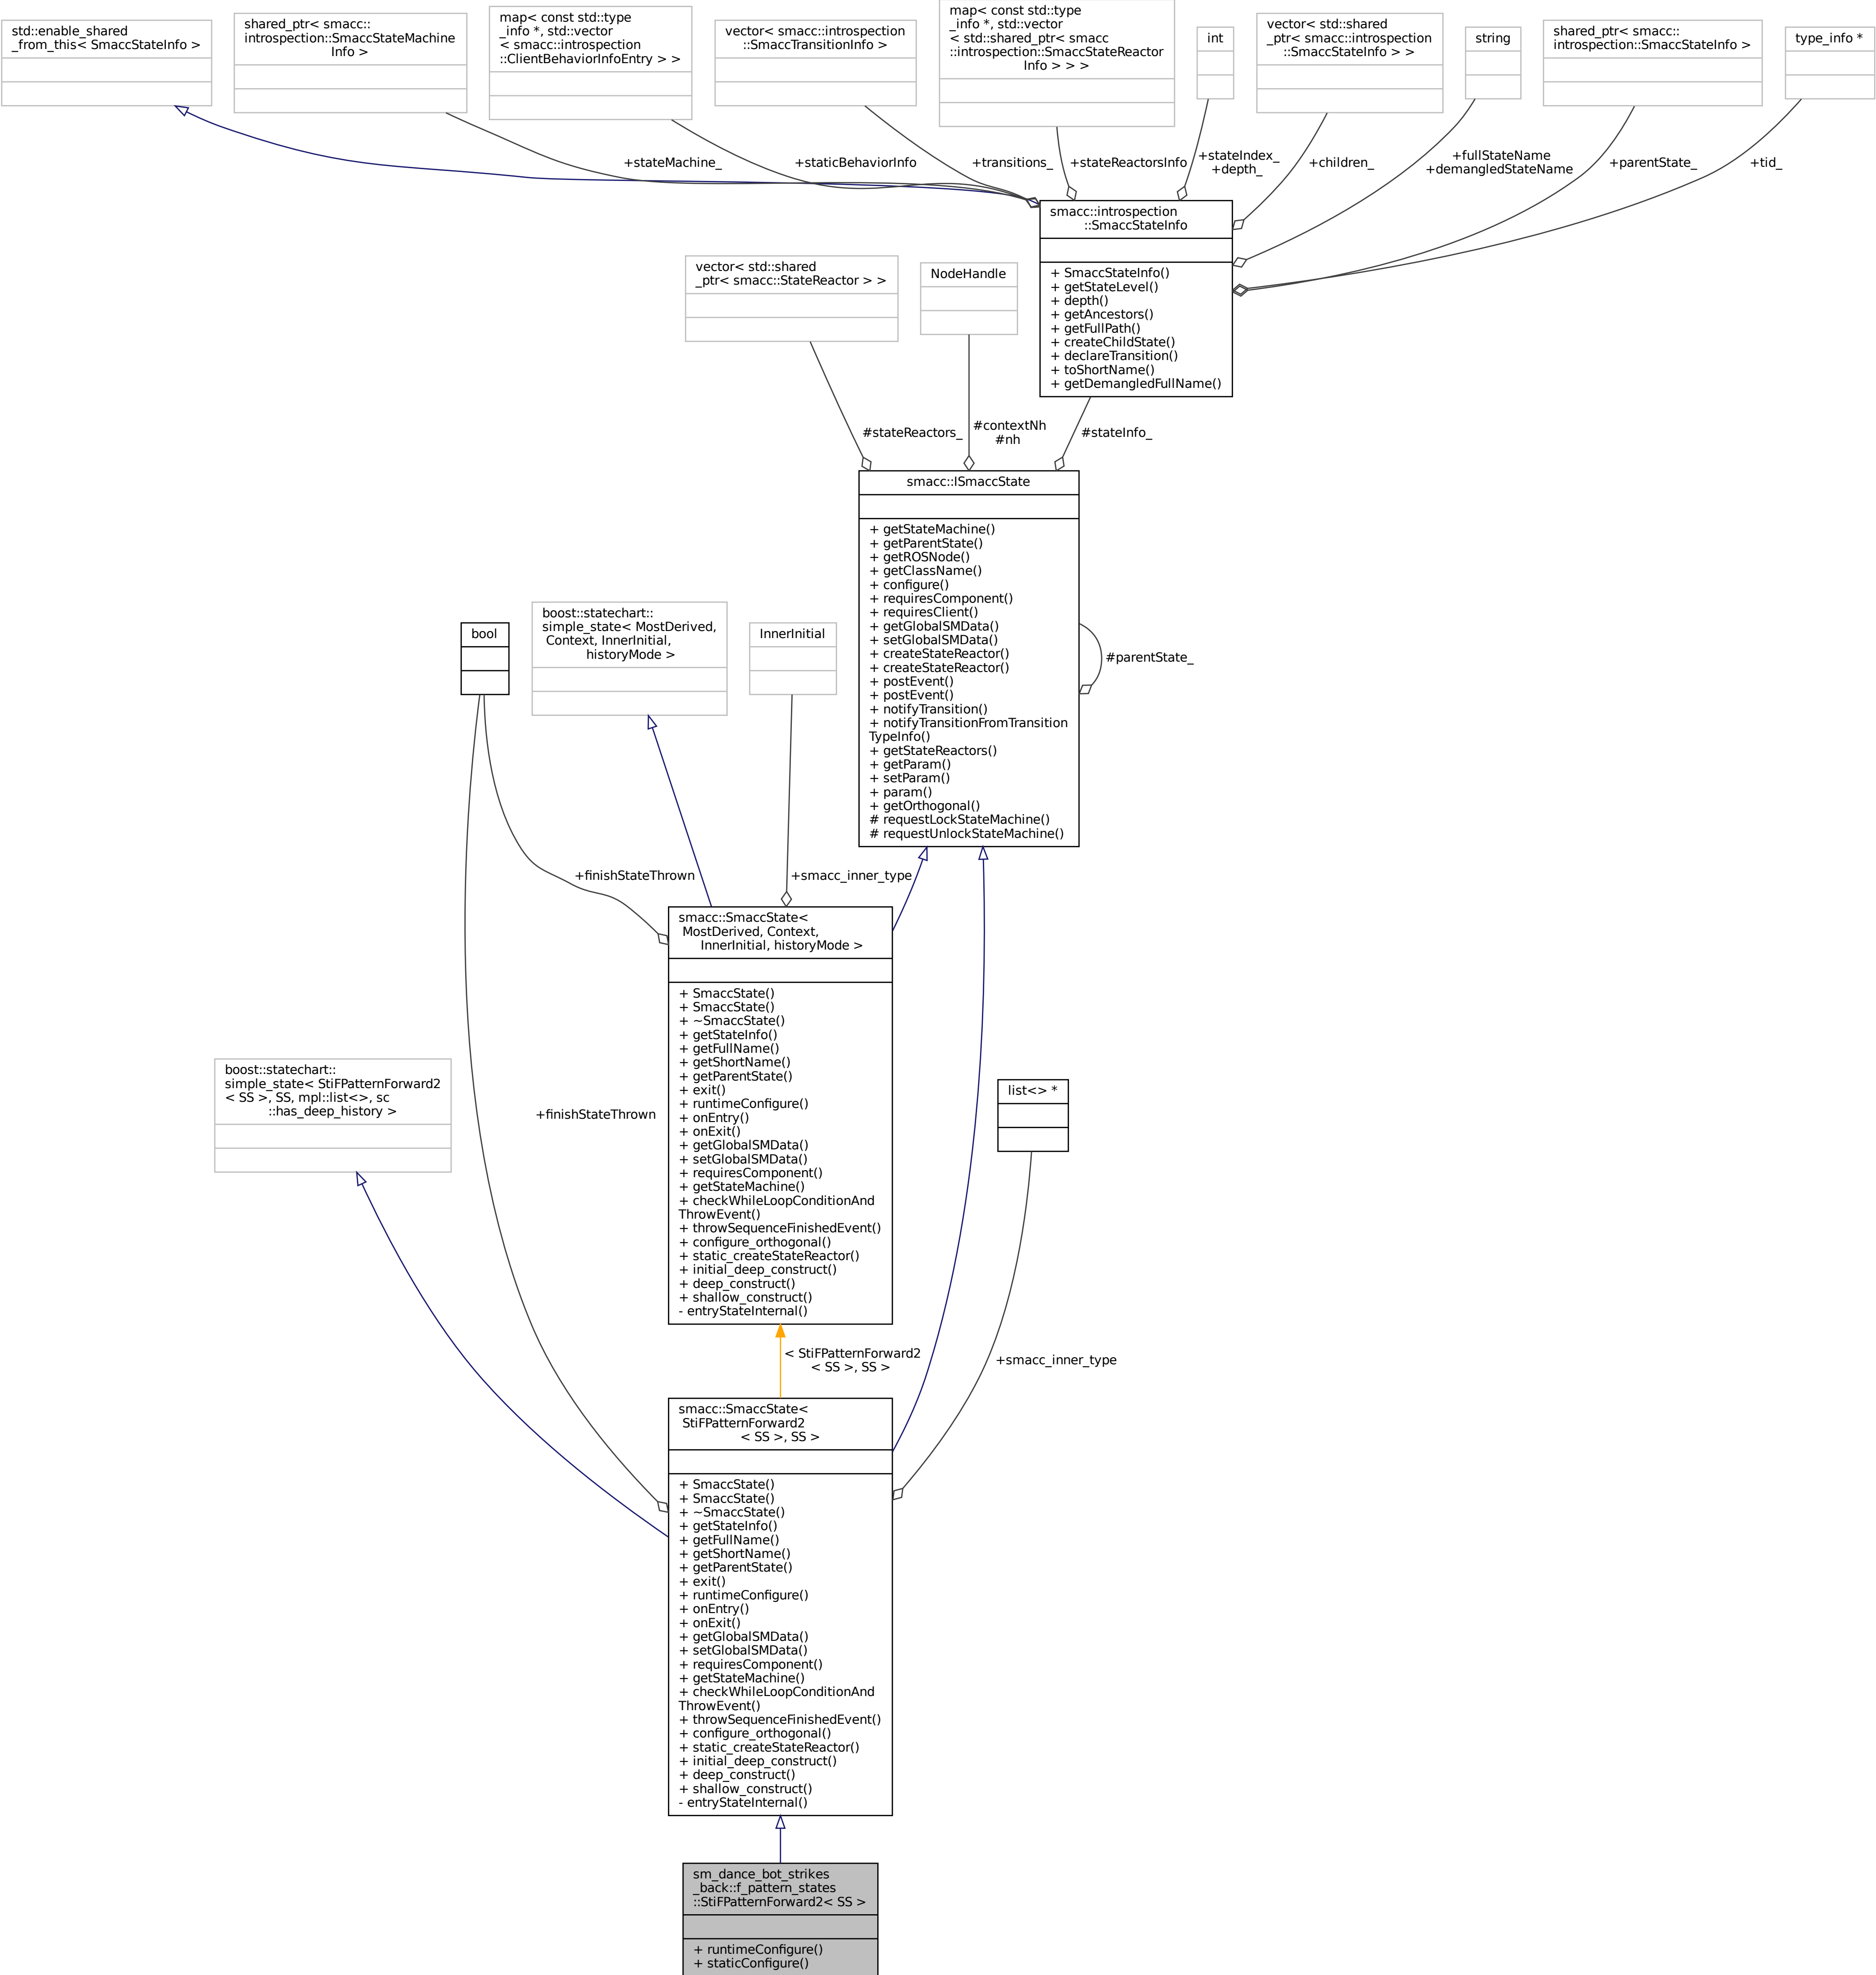 std::enable_shared
_from_this< SmaccStateInfo >
shared_ptr< smacc::
introspection::SmaccStateMachine
Info >
map< const std::type
_info *, std::vector
< smacc::introspection
::ClientBehaviorInfoEntry > >
vector< smacc::introspection
::SmaccTransitionInfo >
map< const std::type
_info *, std::vector
< std::shared_ptr< smacc
::introspection::SmaccStateReactor
Info > > >
int
vector< std::shared
_ptr< smacc::introspection
::SmaccStateInfo > >
string
shared_ptr< smacc::
introspection::SmaccStateInfo >
type_info *
+stateMachine_
+staticBehaviorInfo
+transitions_
+stateReactorsInfo
+stateIndex_
+depth_
+children_
+fullStateName
+demangledStateName
+parentState_
+tid_
smacc::introspection
::SmaccStateInfo
+ SmaccStateInfo()
+ getStateLevel()
+ depth()
+ getAncestors()
+ getFullPath()
+ createChildState()
+ declareTransition()
+ toShortName()
+ getDemangledFullName()
vector< std::shared
_ptr< smacc::StateReactor > >
NodeHandle
#stateReactors_
#contextNh
#nh
#stateInfo_
smacc::ISmaccState
+ getStateMachine()
+ getParentState()
+ getROSNode()
+ getClassName()
+ configure()
+ requiresComponent()
+ requiresClient()
+ getGlobalSMData()
+ setGlobalSMData()
+ createStateReactor()
+ createStateReactor()
+ postEvent()
+ postEvent()
+ notifyTransition()
+ notifyTransitionFromTransition
TypeInfo()
+ getStateReactors()
+ getParam()
+ setParam()
+ param()
+ getOrthogonal()
# requestLockStateMachine()
# requestUnlockStateMachine()
#parentState_
bool
boost::statechart::
simple_state< MostDerived,
Context, InnerInitial,
historyMode >
InnerInitial
+finishStateThrown
+smacc_inner_type
smacc::SmaccState<
MostDerived, Context,
InnerInitial, historyMode >
+ SmaccState()
+ SmaccState()
+ ~SmaccState()
+ getStateInfo()
+ getFullName()
+ getShortName()
+ getParentState()
+ exit()
+ runtimeConfigure()
+ onEntry()
+ onExit()
+ getGlobalSMData()
+ setGlobalSMData()
+ requiresComponent()
+ getStateMachine()
+ checkWhileLoopConditionAnd
ThrowEvent()
+ throwSequenceFinishedEvent()
+ configure_orthogonal()
+ static_createStateReactor()
+ initial_deep_construct()
+ deep_construct()
+ shallow_construct()
- entryStateInternal()
boost::statechart::
simple_state< StiFPatternForward2
< SS >, SS, mpl::list<>, sc
::has_deep_history >
+finishStateThrown
list<> *
< StiFPatternForward2
< SS >, SS >
+smacc_inner_type
smacc::SmaccState<
StiFPatternForward2
< SS >, SS >
+ SmaccState()
+ SmaccState()
+ ~SmaccState()
+ getStateInfo()
+ getFullName()
+ getShortName()
+ getParentState()
+ exit()
+ runtimeConfigure()
+ onEntry()
+ onExit()
+ getGlobalSMData()
+ setGlobalSMData()
+ requiresComponent()
+ getStateMachine()
+ checkWhileLoopConditionAnd
ThrowEvent()
+ throwSequenceFinishedEvent()
+ configure_orthogonal()
+ static_createStateReactor()
+ initial_deep_construct()
+ deep_construct()
+ shallow_construct()
- entryStateInternal()
sm_dance_bot_strikes
_back::f_pattern_states
::StiFPatternForward2< SS >
+ runtimeConfigure()
+ staticConfigure()